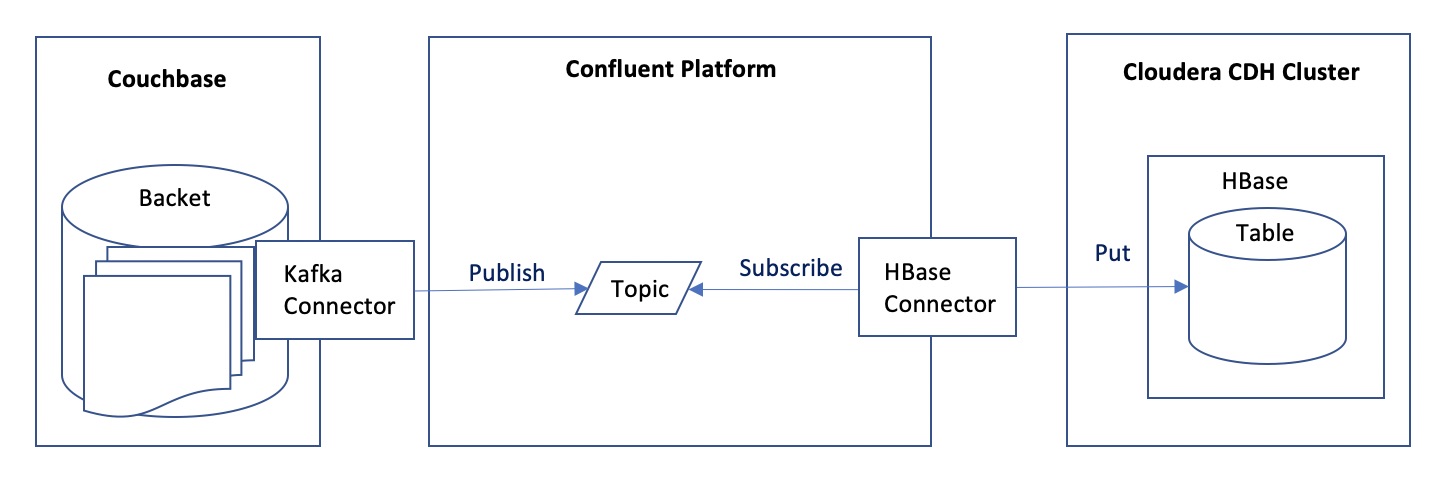 Couchbase
Backet
Kafka
Connector
Publish
Confluent Platform
Topic
Subscribe
HBase
Connector
Put
Cloudera CDH Cluster
HBase
Table